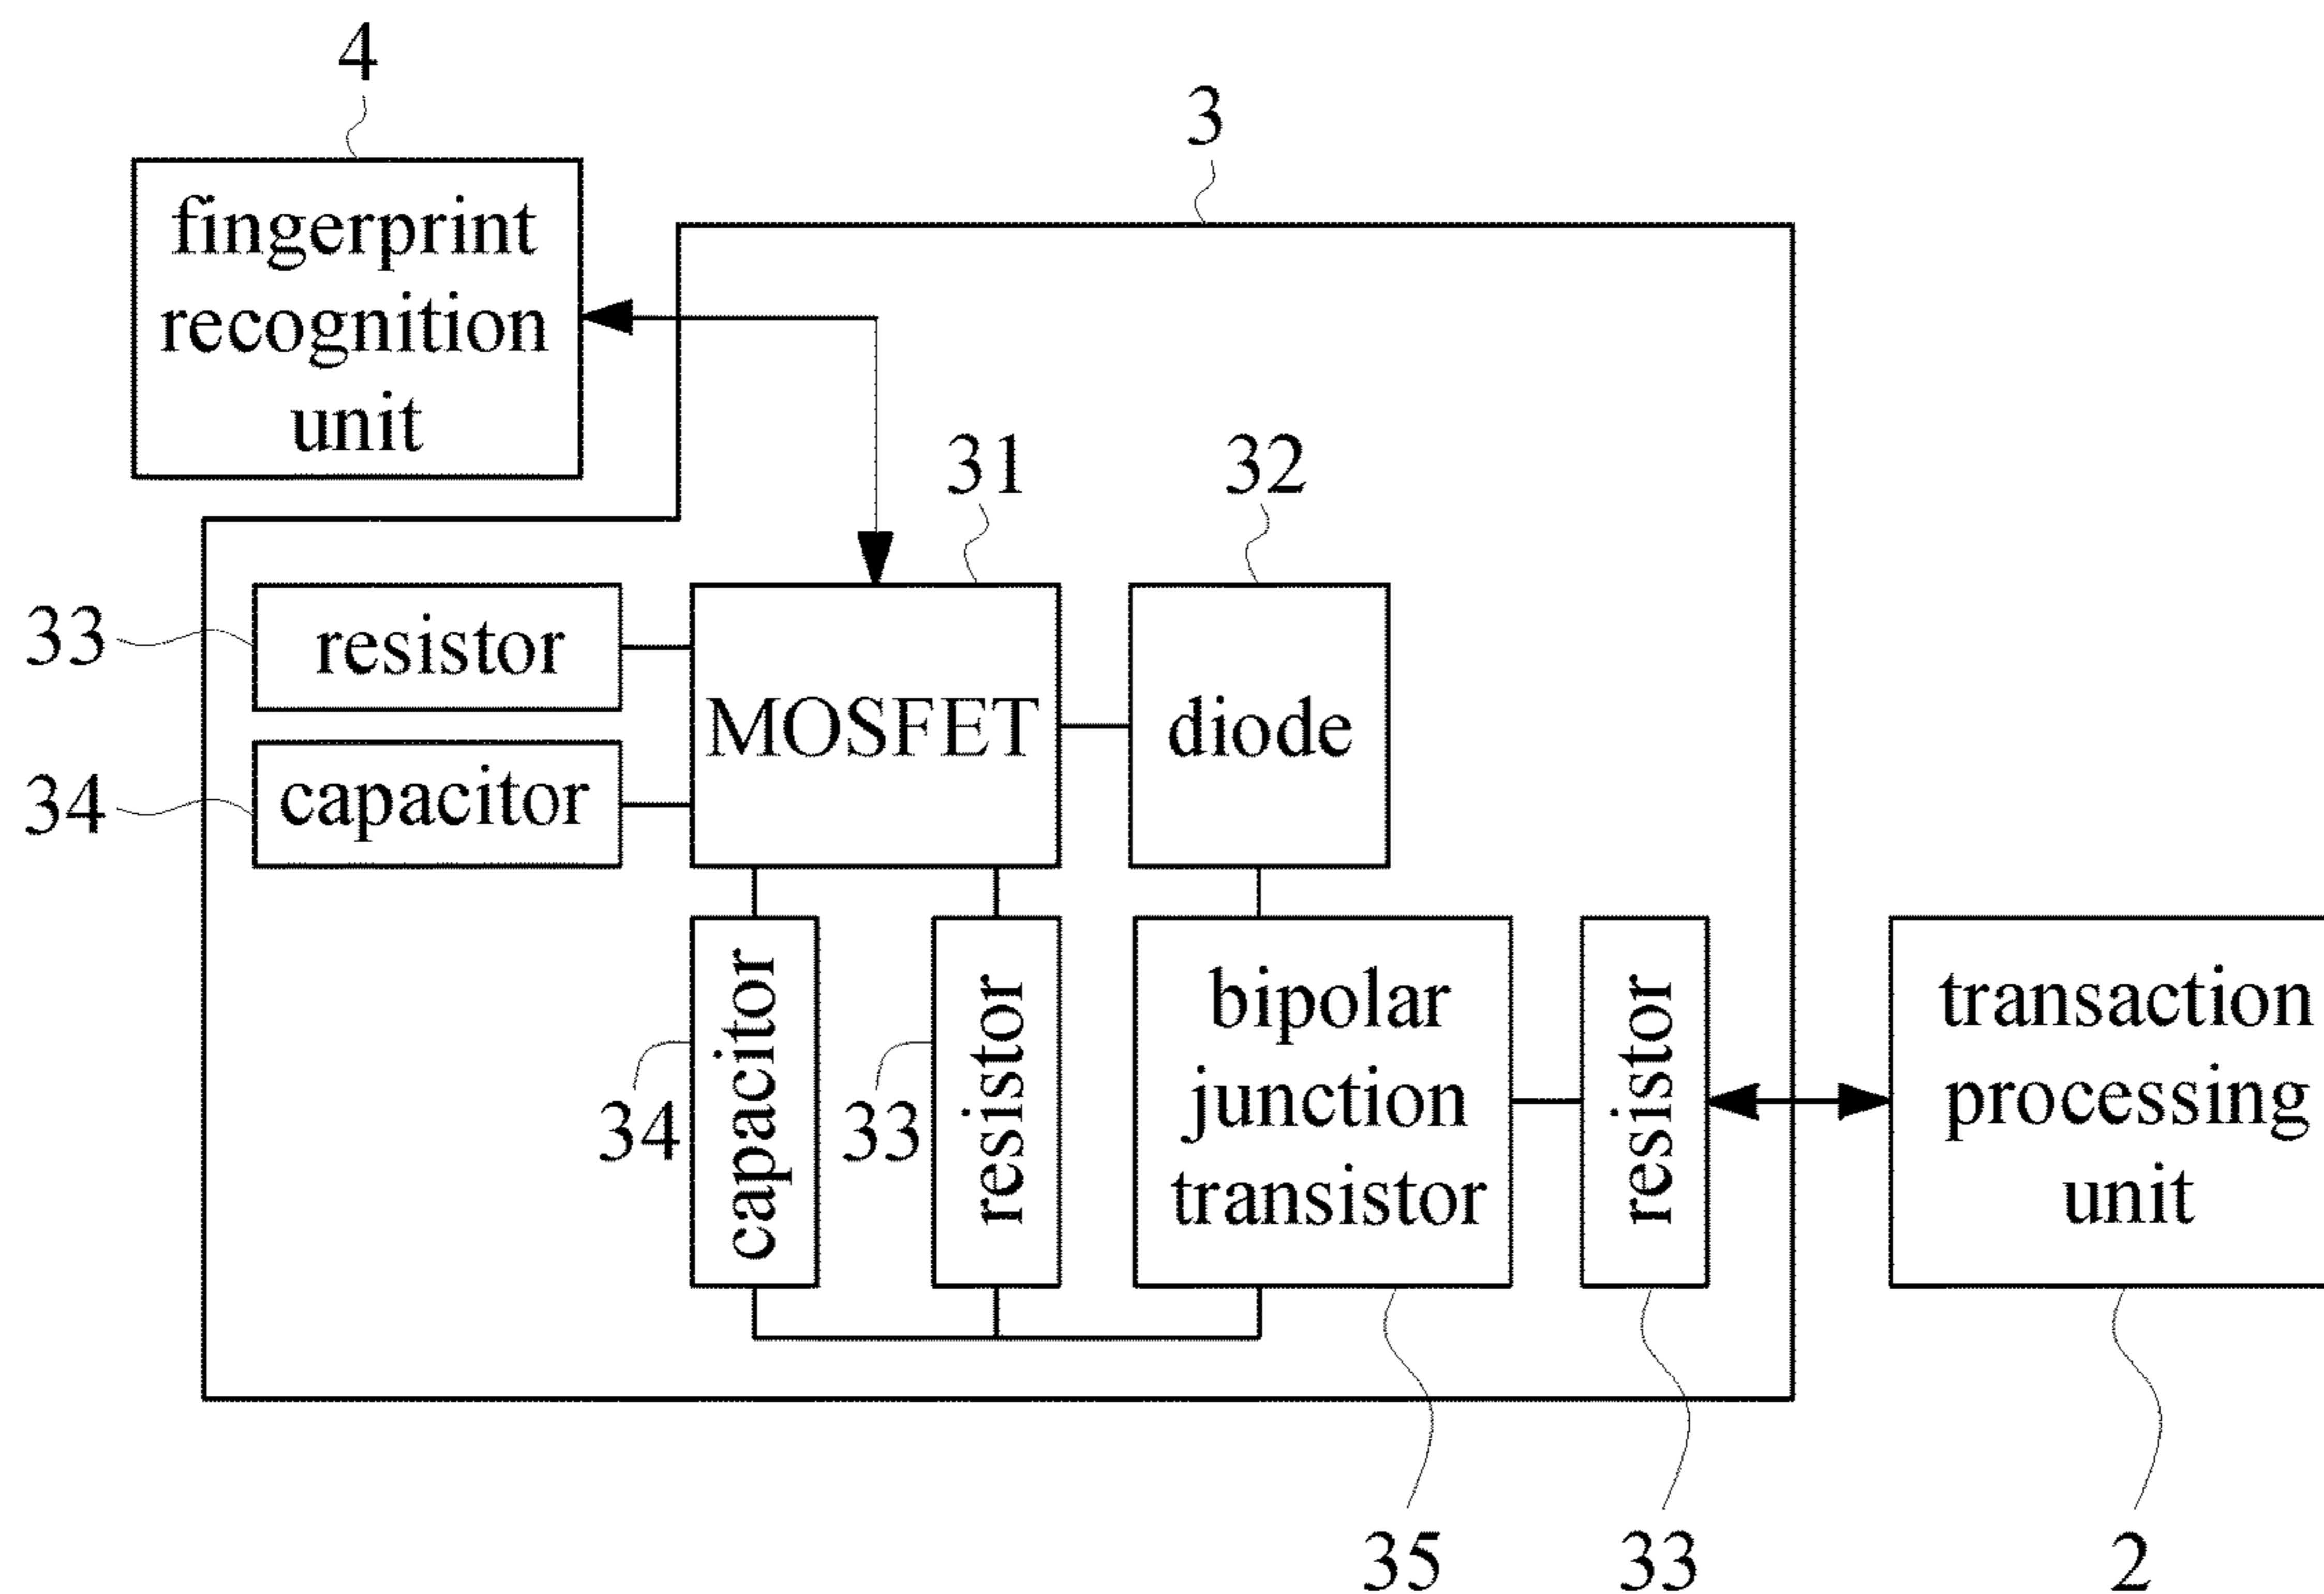 4
3
fingerprint
recognition
unit
31
32
33
resistor
MOSFET
diode
34
capacitor
34
capacitor
33
resistor
bipolar
junction
transistor
resistor
transaction
processing
unit
35
33
2